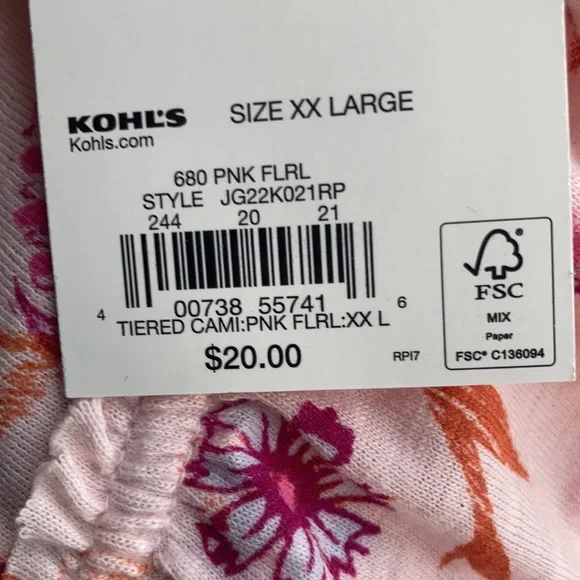 KOHL'S
Kohls.com
SIZE XX LARGE
680 PNK FLRL
STYLE JG22K021RP
244 20 21
4 00738 55741 6
TIERED CAMI:PNK FLRL:XX L
$20.00
RPI7
FSC
MIX
Paper
FSC® C136094